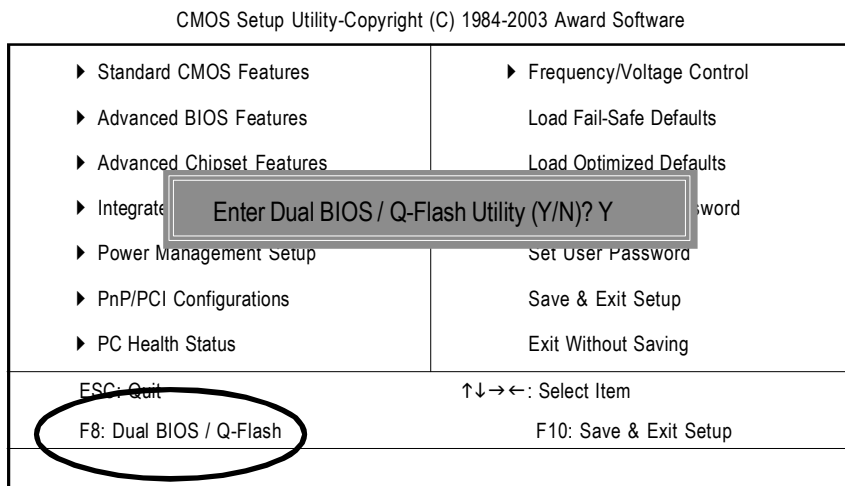 CMOS Setup Utility-Copyright (C) 1984-2003 Award Software
Standard CMOS Features
Frequency/Voltage Control
Advanced BIOS Features
Load Fail-Safe Defaults
Advanced Chipset Features
Load Optimized Defaults
Enter Dual BIOS / Q-Flash Utility (Y/N)? Y
Power Management Setup
Set User Password
PnP/PCI Configurations
Save & Exit Setup
PC Health Status
Exit Without Saving
ESC: Quit
↑↓→←: Select Item
F8: Dual BIOS / Q-Flash
F10: Save & Exit Setup